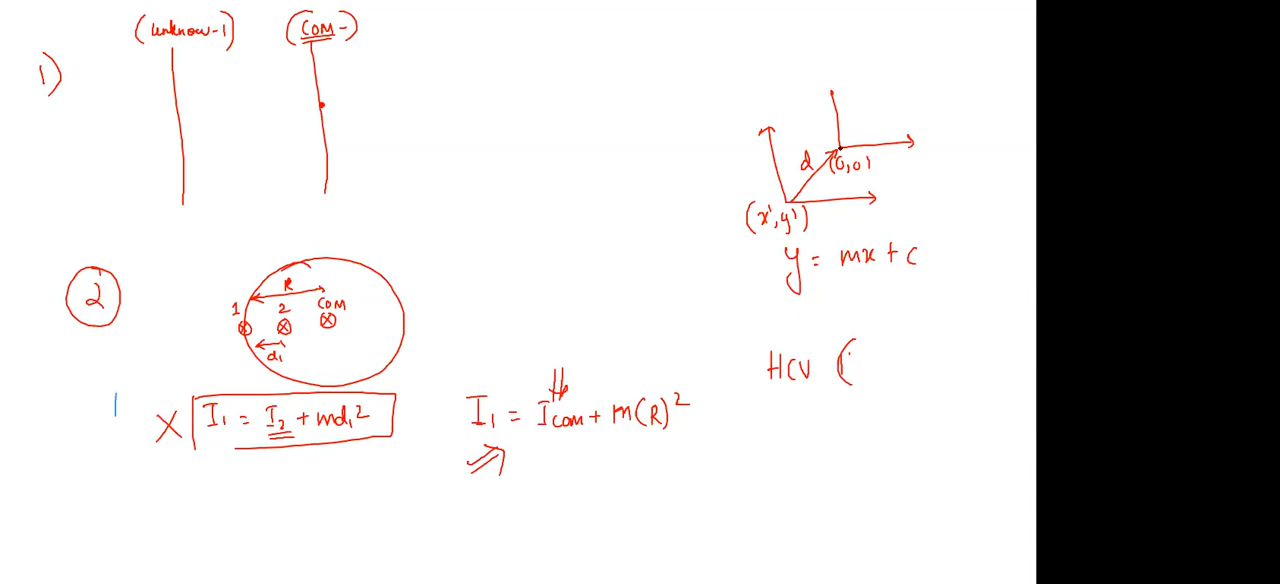 1)
(unknow-1) (COM-)
(0,0)
d
(x', y')
y = mx + c
2
R
1 2 COM
d₁
HCV (
X I₁ = I₂ + md₁² I₁ = Icom + m(R)²